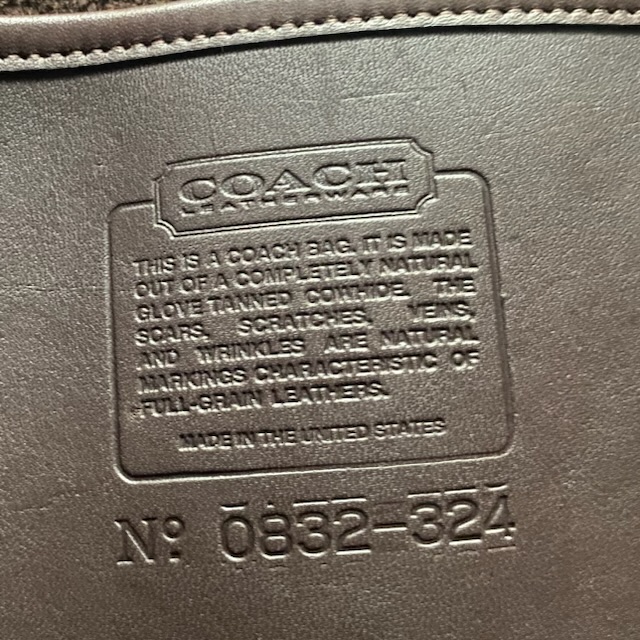 COACH
LEATHERWARE
THIS IS A COACH BAG. IT IS MADE
OUT OF A COMPLETELY NATURAL
GLOVE TANNED COWHIDE, THE
SCARS, SCRATCHES, VEINS,
AND WRINKLES ARE NATURAL
MARKINGS CHARACTERISTIC OF
FULL-GRAIN LEATHERS.
MADE IN THE UNITED STATES
Nº 0832-324